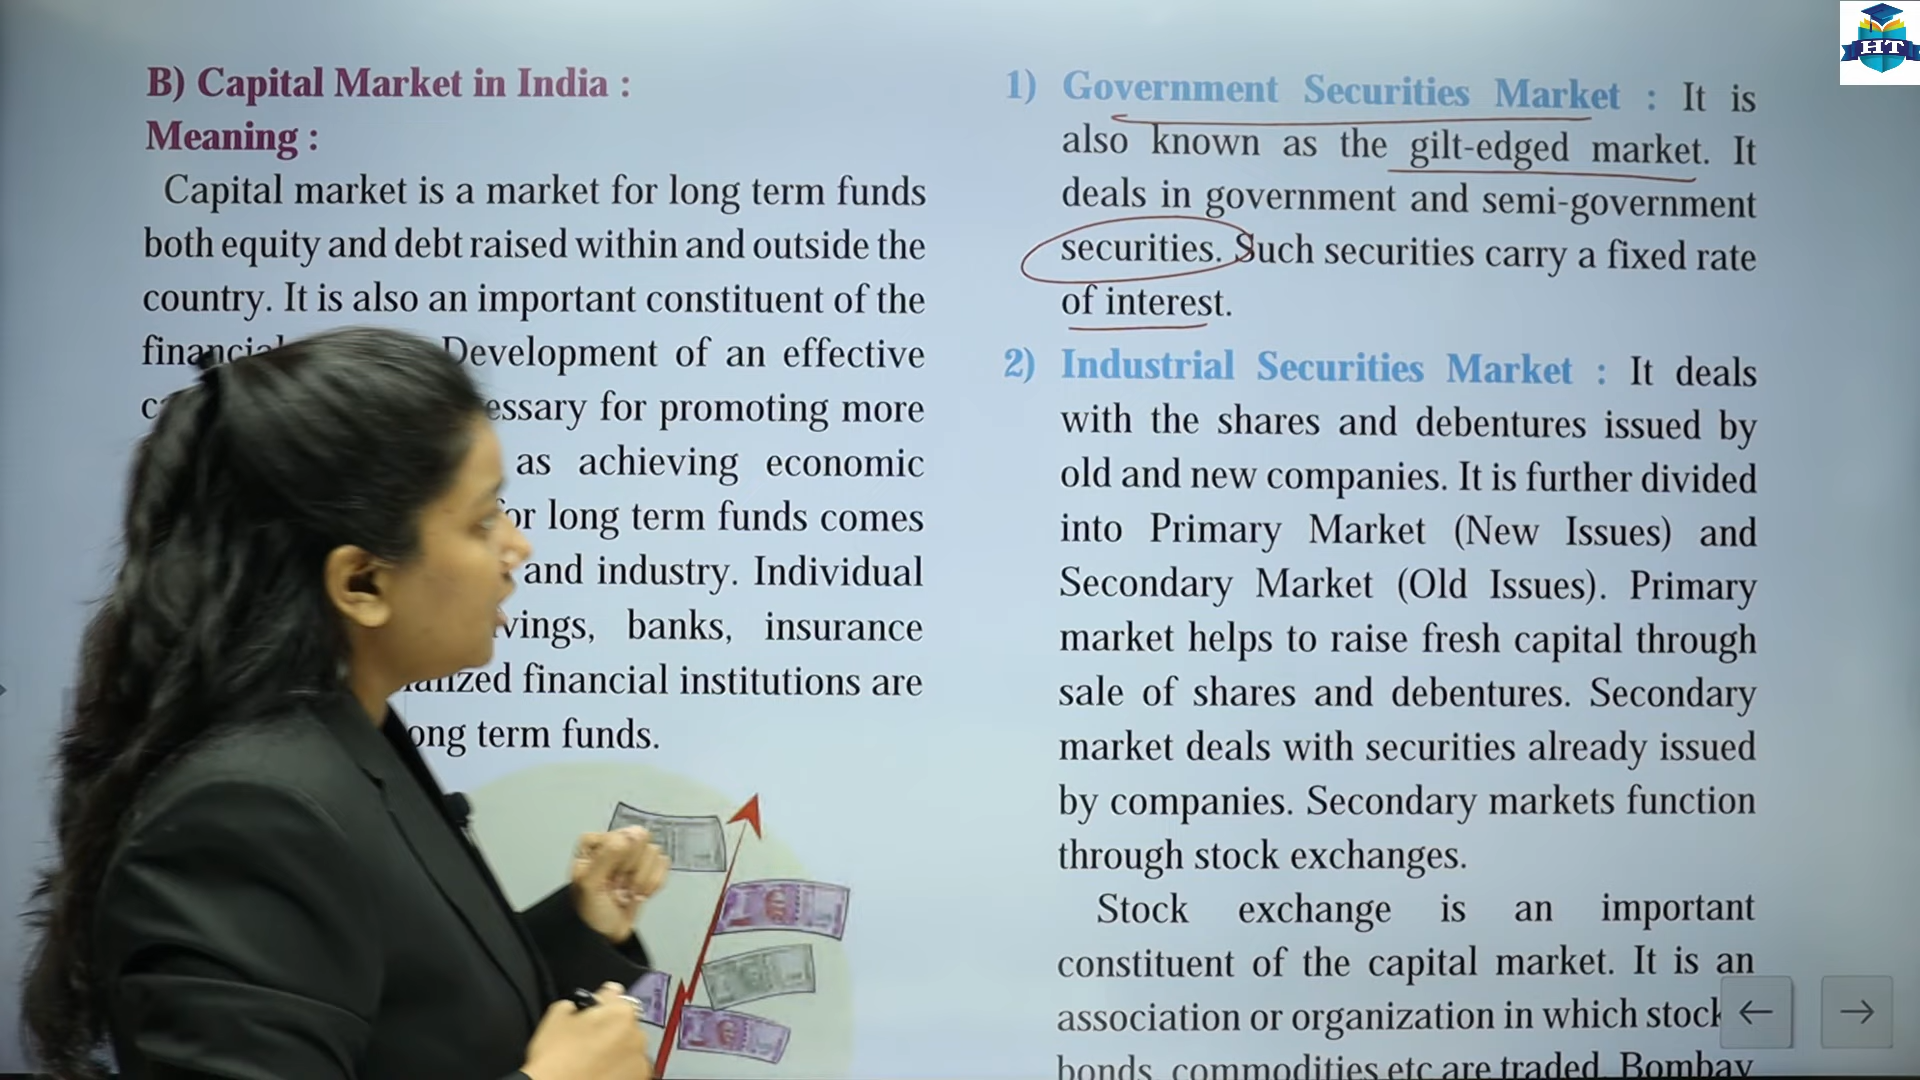 B) Capital Market in India :
Meaning :
Capital market is a market for long term funds
both equity and debt raised within and outside the
country. It is also an important constituent of the
financial Development of an effective
for promoting more
as achieving economic
long term funds comes
and industry. Individual
banks, insurance
financial institutions are
term funds.
1) Government Securities Market : It is
also known as the gilt-edged market. It
deals in government and semi-government
securities. Such securities carry a fixed rate
of interest.
2) Industrial Securities Market : It deals
with the shares and debentures issued by
old and new companies. It is further divided
into Primary Market (New Issues) and
Secondary Market (Old Issues). Primary
market helps to raise fresh capital through
sale of shares and debentures. Secondary
market deals with securities already issued
by companies. Secondary markets function
through stock exchanges.
Stock exchange is an important
constituent of the capital market. It is an
association or organization in which
bonds, commodities etc are traded. Bombay
HT